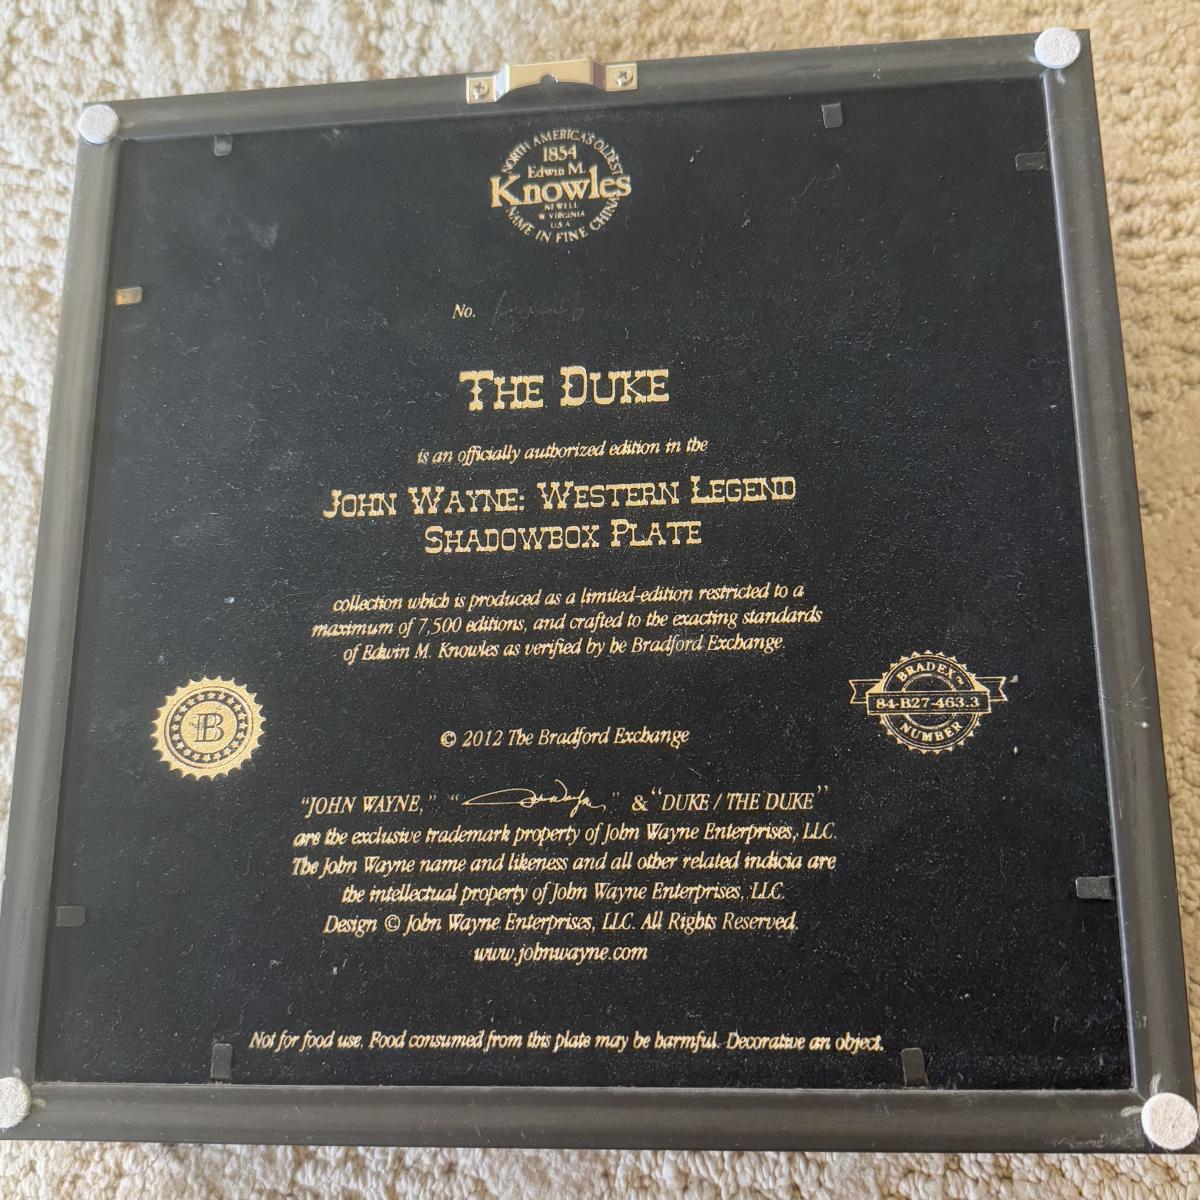 NORTH AMERICA'S OLDEST
1854
Edwin M.
Knowles
NEWELL
W VIRGINIA
U.S.A
NAME IN FINE CHINA
No.
THE DUKE
is an officially authorized edition in the
JOHN WAYNE: WESTERN LEGEND
SHADOWBOX PLATE
collection which is produced as a limited-edition restricted to a
maximum of 7,500 editions, and crafted to the exacting standards
of Edwin M. Knowles as verified by be Bradford Exchange.
B
BRADEX™
84-B27-463.3
NUMBER
© 2012 The Bradford Exchange
"JOHN WAYNE," " " & "DUKE / THE DUKE"
are the exclusive trademark property of John Wayne Enterprises, LLC.
The John Wayne name and likeness and all other related indicia are
the intellectual property of John Wayne Enterprises, LLC.
Design © John Wayne Enterprises, LLC. All Rights Reserved.
www.johnwayne.com
Not for food use. Food consumed from this plate may be harmful. Decorative an object.